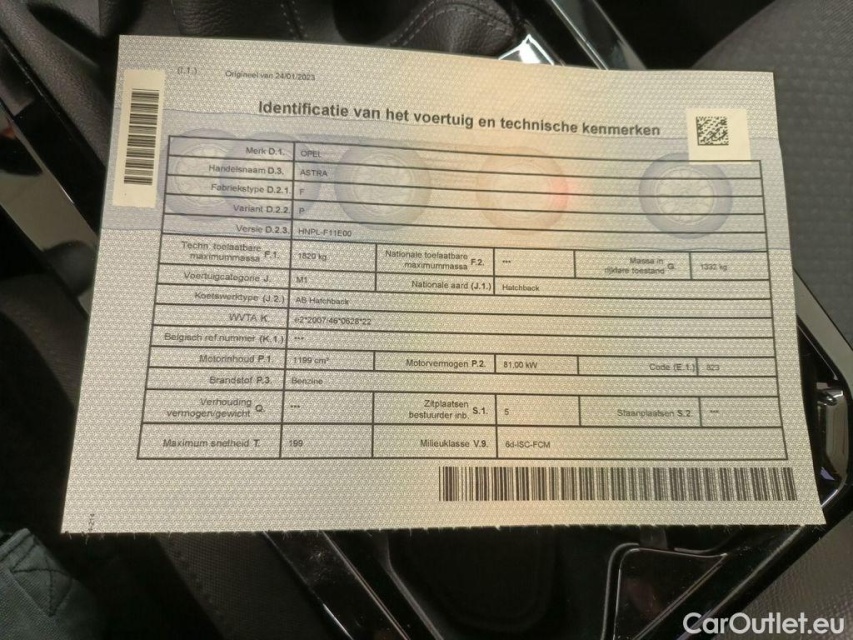 (I.1.) Origineel van 24/01/2023
Identificatie van het voertuig en technische kenmerken
Merk D.1. OPEL
Handelsnaam D.3. ASTRA
Fabriekstype D.2.1. F
Variant D.2.2. P
Versie D.2.3. HNPL-F11E00
Techn. toelaatbare maximummassa F.1. 1820 kg Nationale toelaatbare maximummassa F.2. --- Massa in rijklare toestand G. 1332 kg
Voertuigcategorie J. M1 Nationale aard (J.1.) Hatchback
Koetswerktype (J.2.) AB Hatchback
WVTA K. e2*2007/46*0628*22
Belgisch ref.nummer (K.1.) ---
Motorinhoud P.1. 1199 cm³ Motorvermogen P.2. 81,00 kW Code (E.1.) 823
Brandstof P.3. Benzine
Verhouding vermogen/gewicht Q. --- Zitplaatsen bestuurder inb. S.1. 5 Staanplaatsen S.2. ---
Maximum snelheid T. 199 Milieuklasse V.9. 6d-ISC-FCM
CarOutlet.eu